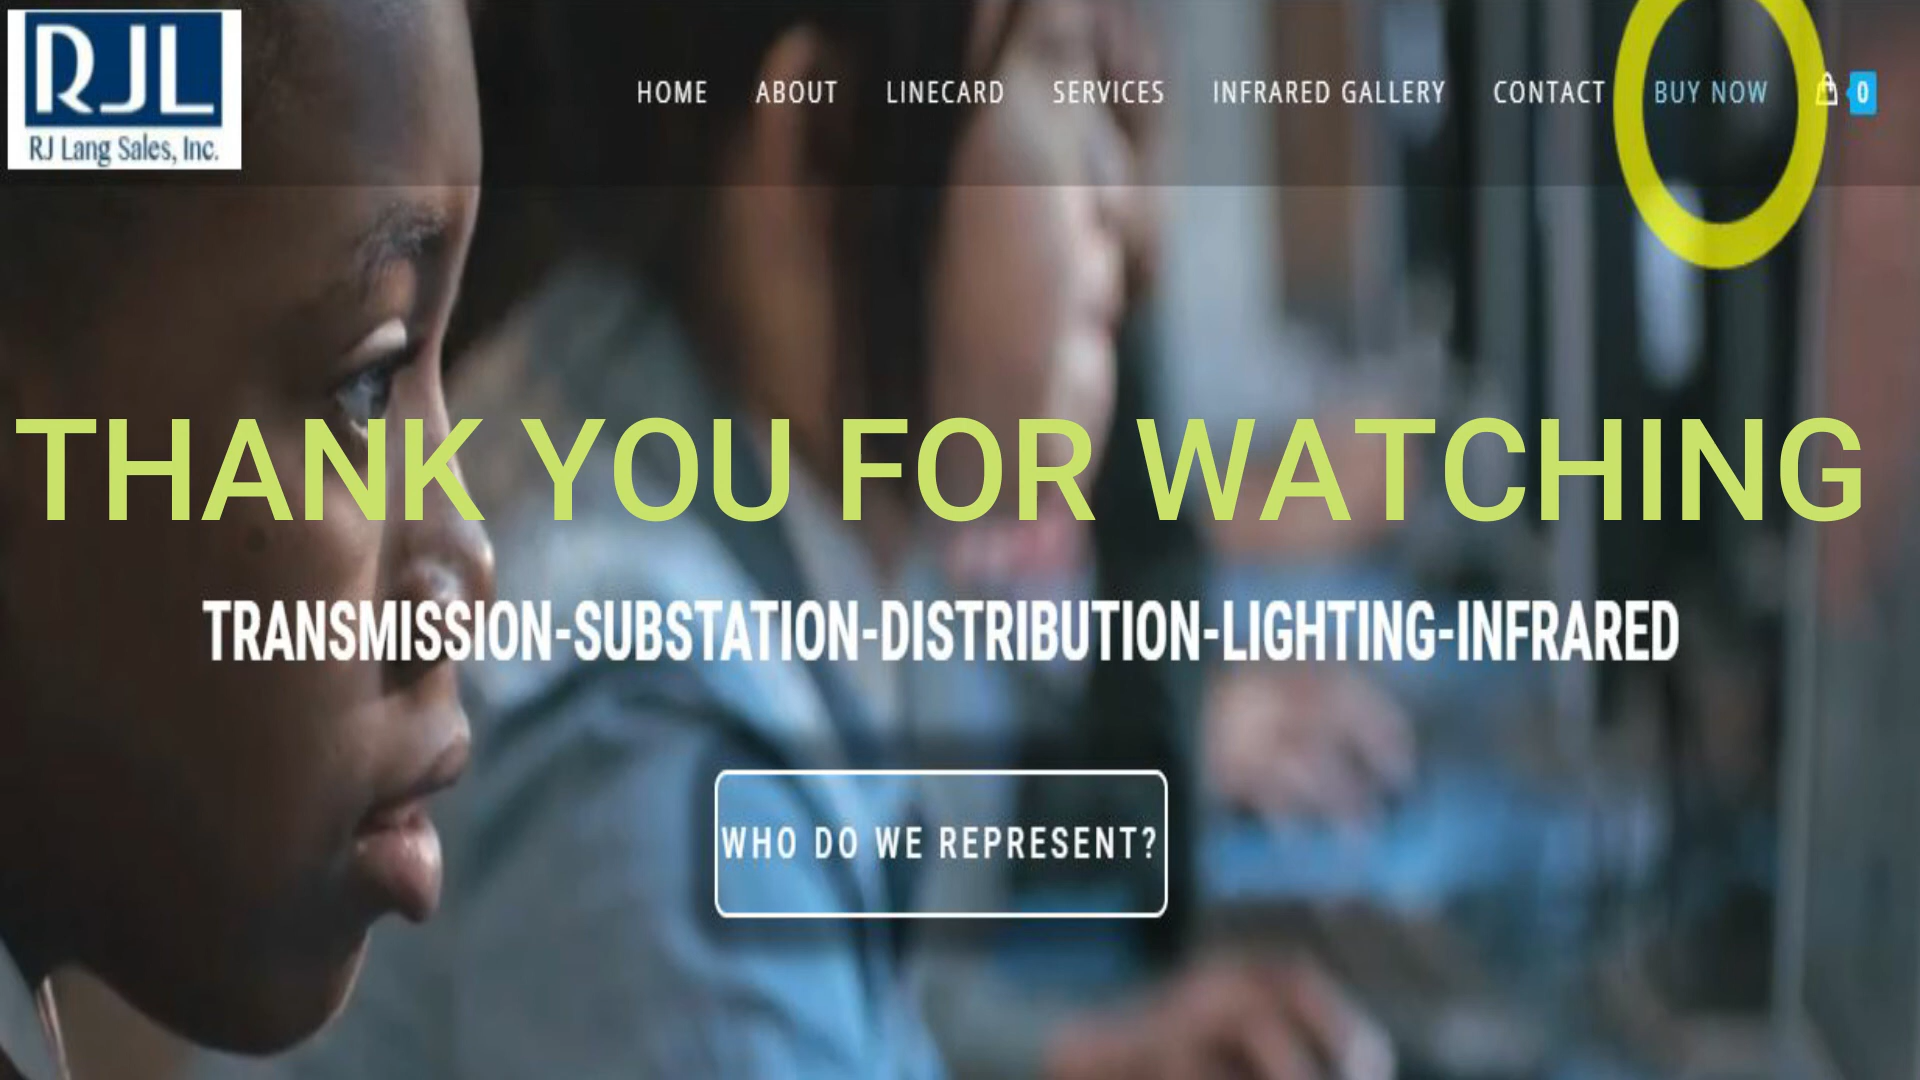 RJL
RJ Lang Sales, Inc.
HOME ABOUT LINECARD SERVICES INFRARED GALLERY CONTACT BUY NOW 0
THANK YOU FOR WATCHING
TRANSMISSION-SUBSTATION-DISTRIBUTION-LIGHTING-INFRARED
WHO DO WE REPRESENT?